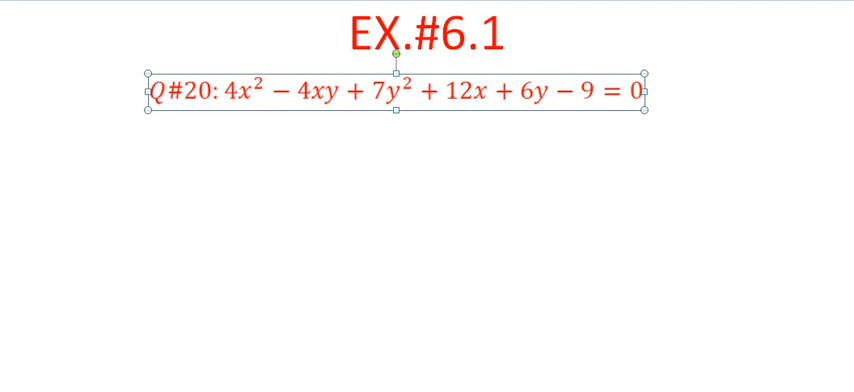 EX.#6.1
Q#20: 4x² − 4xy + 7y² + 12x + 6y − 9 = 0